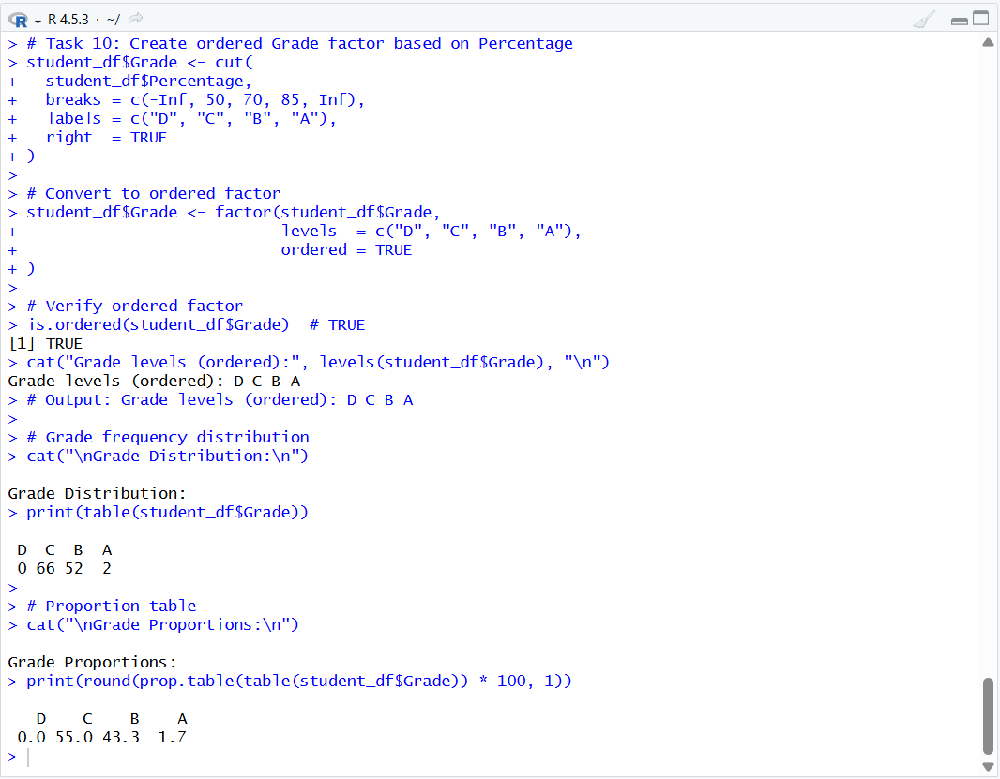 R 4.5.3 · ~/
> # Task 10: Create ordered Grade factor based on Percentage
> student_df$Grade <- cut(
+   student_df$Percentage,
+   breaks = c(-Inf, 50, 70, 85, Inf),
+   labels = c("D", "C", "B", "A"),
+   right  = TRUE
+ )
>
> # Convert to ordered factor
> student_df$Grade <- factor(student_df$Grade,
+                            levels  = c("D", "C", "B", "A"),
+                            ordered = TRUE
+ )
>
> # Verify ordered factor
> is.ordered(student_df$Grade)  # TRUE
[1] TRUE
> cat("Grade levels (ordered):", levels(student_df$Grade), "\n")
Grade levels (ordered): D C B A
> # Output: Grade levels (ordered): D C B A
>
> # Grade frequency distribution
> cat("\nGrade Distribution:\n")

Grade Distribution:
> print(table(student_df$Grade))

 D  C  B  A
 0 66 52  2
>
> # Proportion table
> cat("\nGrade Proportions:\n")

Grade Proportions:
> print(round(prop.table(table(student_df$Grade)) * 100, 1))

   D    C    B    A
 0.0 55.0 43.3  1.7
>